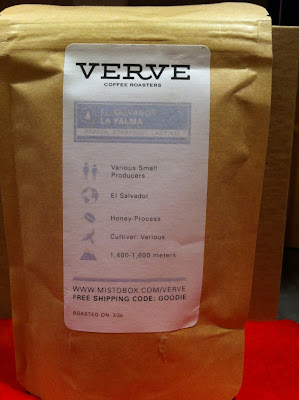 VERVE
COFFEE ROASTERS
EL SALVADOR
LA PALMA
Various Small
Producers
El Salvador
Honey-Process
Cultivar: Various
1,400-1,600 meters
WWW.MISTOBOX.COM/VERVE
FREE SHIPPING CODE: GOODIE
ROASTED ON: 3/26